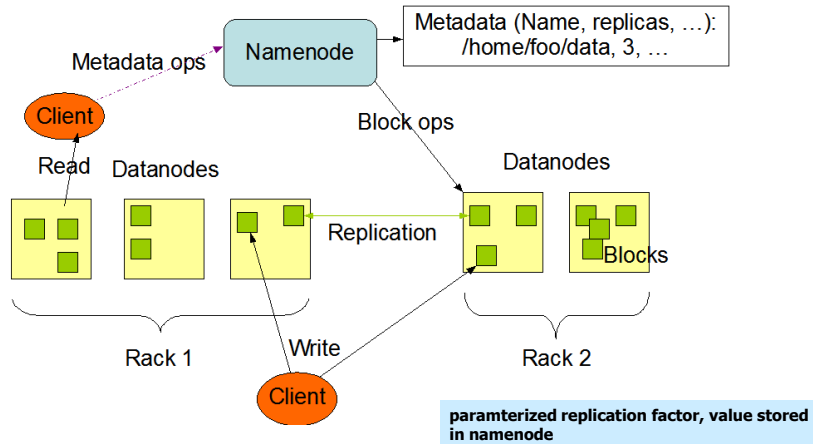 Metadata (Name, replicas, …):
/home/foo/data, 3, …
Namenode
Metadata ops
Client
Block ops
Read
Datanodes
Datanodes
Replication
Blocks
Rack 1
Write
Rack 2
Client
paramterized replication factor, value stored
in namenode